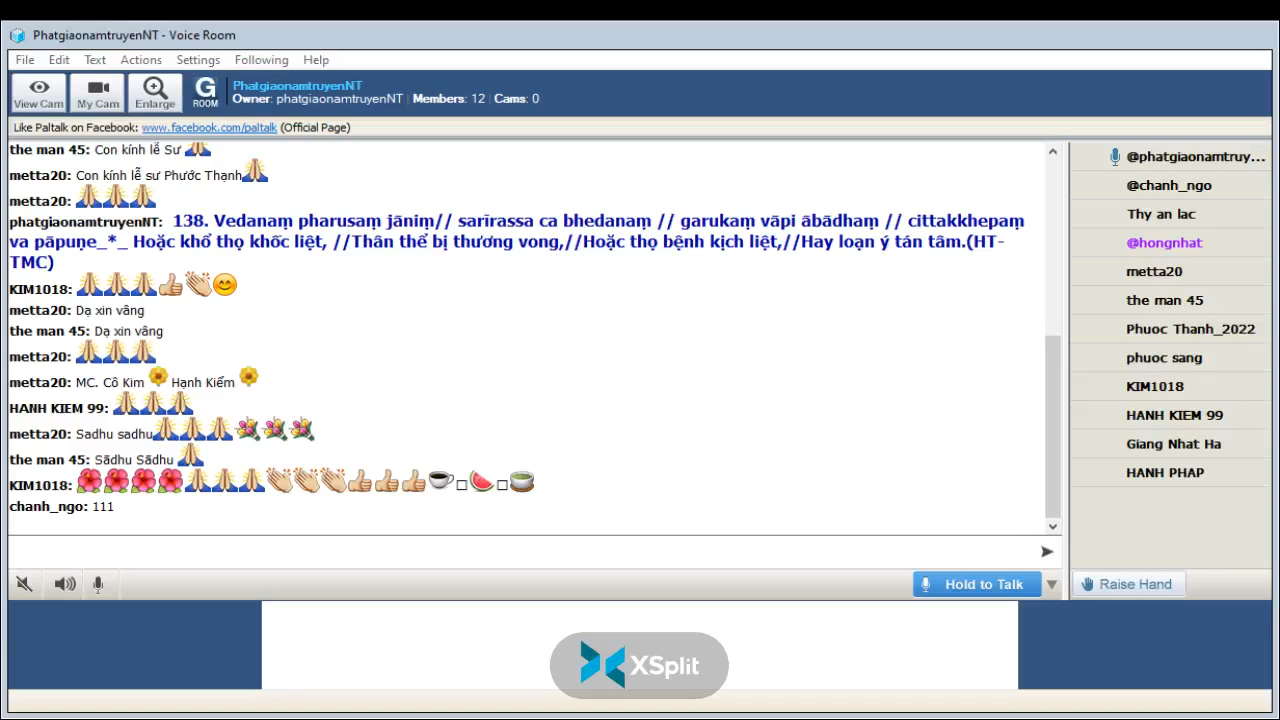 PhatgiaonamtruyenNT - Voice Room
File Edit Text Actions Settings Following Help
View Cam My Cam Enlarge G ROOM
PhatgiaonamtruyenNT
Owner: phatgiaonamtruyenNT | Members: 12 | Cams: 0
Like Paltalk on Facebook: www.facebook.com/paltalk (Official Page)
the man 45: Con kính lễ Sư 🙏
metta20: Con kính lễ sư Phước Thạnh🙏
metta20: 🙏🙏🙏
phatgiaonamtruyenNT: 138. Vedanaṃ pharusaṃ jāniṃ// sarīrassa ca bhedanaṃ // garukaṃ vāpi ābādhaṃ // cittakkhepaṃ
va pāpuṇe_*_ Hoặc khổ thọ khốc liệt, //Thân thể bị thương vong,//Hoặc thọ bệnh kịch liệt,//Hay loạn ý tán tâm.(HT-
TMC)
KIM1018: 🙏🙏🙏👍👏😊
metta20: Dạ xin vâng
the man 45: Dạ xin vâng
metta20: 🙏🙏🙏
metta20: MC. Cô Kim 🌼 Hạnh Kiểm 🌼
HANH KIEM 99: 🙏🙏🙏
metta20: Sadhu sadhu🙏🙏🙏💐💐💐
the man 45: Sādhu Sādhu 🙏
KIM1018: 🌺🌺🌺🌺🙏🙏🙏👏👏👏👍👍👍☕□🍉□🍵
chanh_ngo: 111
@phatgiaonamtruy...
@chanh_ngo
Thy an lac
@hongnhat
metta20
the man 45
Phuoc Thanh_2022
phuoc sang
KIM1018
HANH KIEM 99
Giang Nhat Ha
HANH PHAP
Hold to Talk
Raise Hand
XSplit